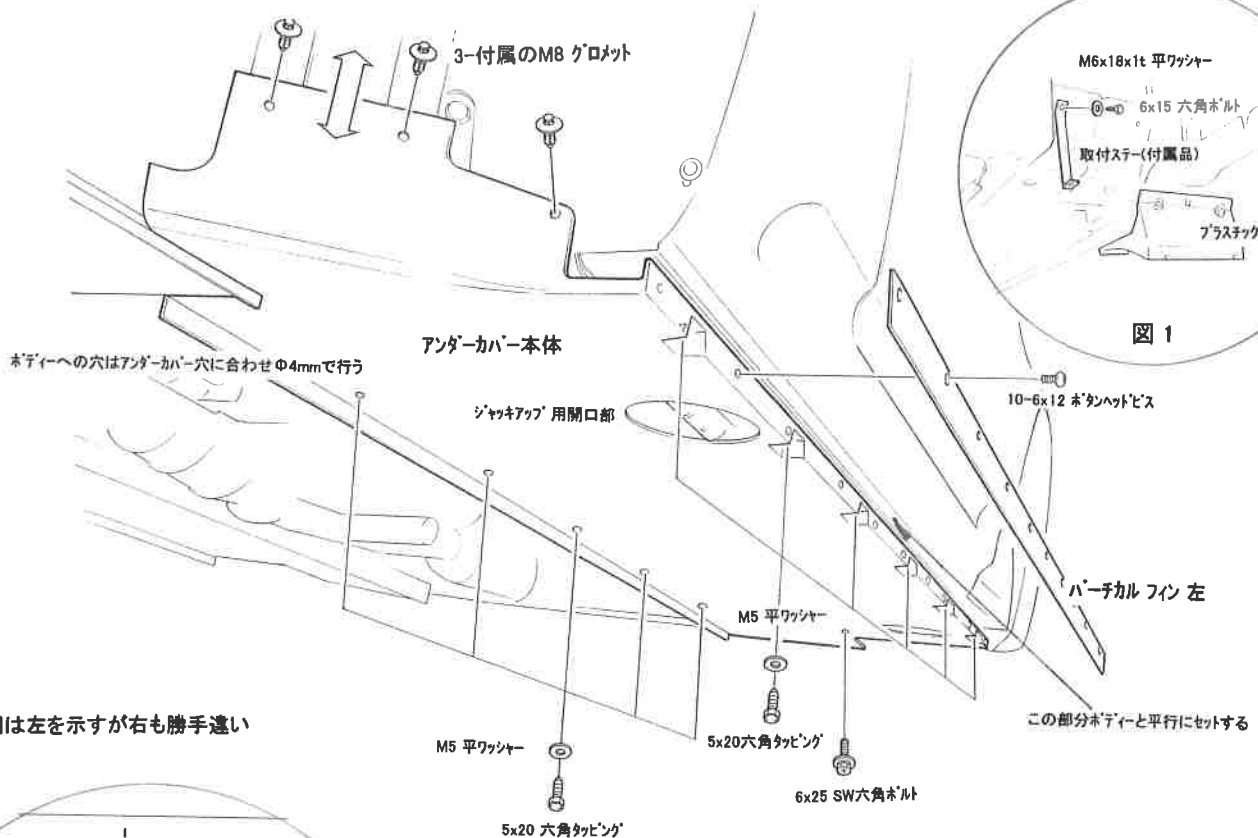 3-付属のM8 グロメット
M6x18x1t 平ワッシャー
6x15 六角ボルト
取付ステー(付属品)
プラスチック
図 1
アンダーカバー本体
ボディーへの穴はアンダーカバー穴に合わせΦ4mmで行う
ジャッキアップ用開口部
10-6x12 ボタンヘッドビス
バーチカル フィン 左
M5 平ワッシャー
この部分ボディーと平行にセットする
は左を示すが右も勝手違い
M5 平ワッシャー
5x20六角タッピング
6x25 SW六角ボルト
5x20 六角タッピング